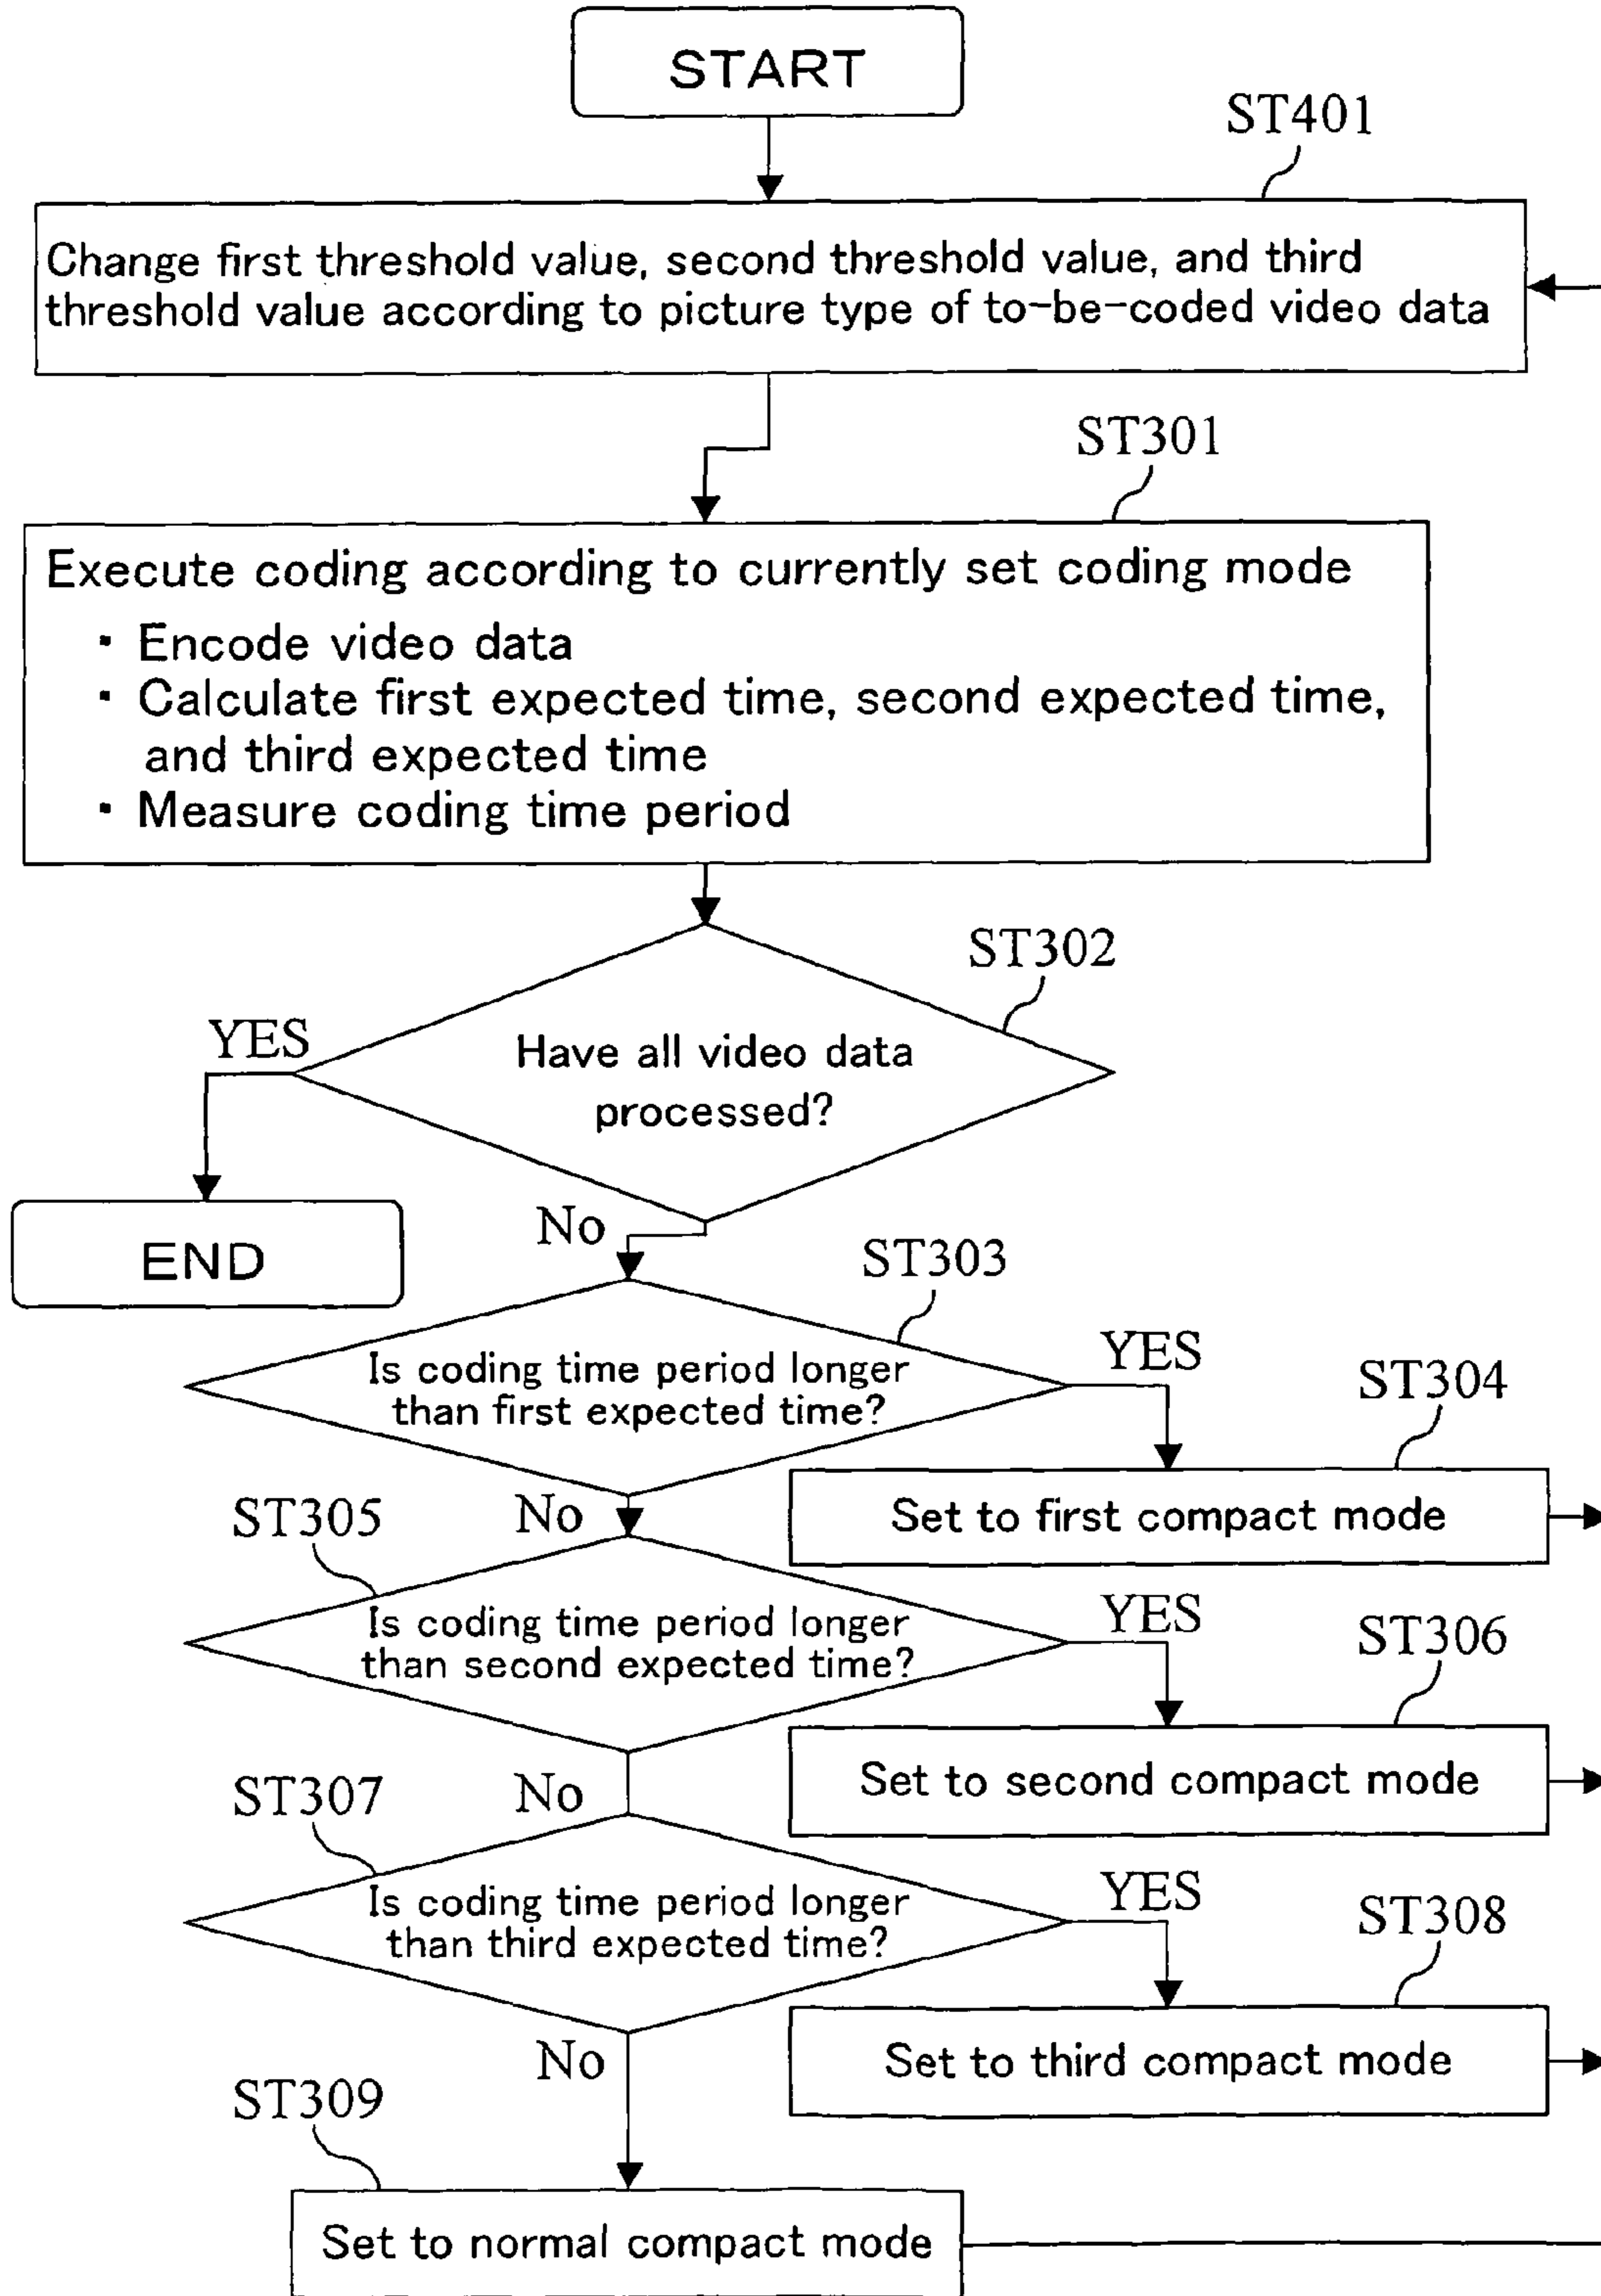 START
ST401
Change first threshold value, second threshold value, and third
threshold value according to picture type of to-be-coded video data
ST301
Execute coding according to currently set coding mode
· Encode video data
· Calculate first expected time, second expected time,
and third expected time
· Measure coding time period
ST302
YES
Have all video data
processed?
No
END
ST303
Is coding time period longer
than first expected time?
YES
ST304
Set to first compact mode
No
ST305
Is coding time period longer
than second expected time?
YES
ST306
Set to second compact mode
No
ST307
Is coding time period longer
than third expected time?
YES
ST308
Set to third compact mode
No
ST309
Set to normal compact mode